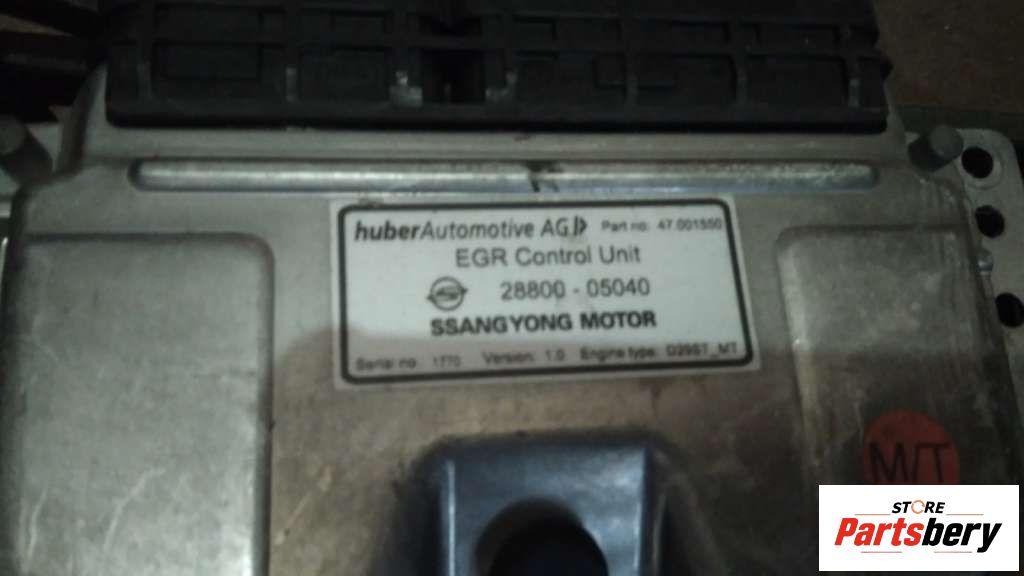 huberAutomotive AG Part no: 47.001550
EGR Control Unit
28800 - 05040
SSANGYONG MOTOR
Serial no 1770 Version: 1.0 Engine type: D29ST_MT
M/T
STORE
Partsbery